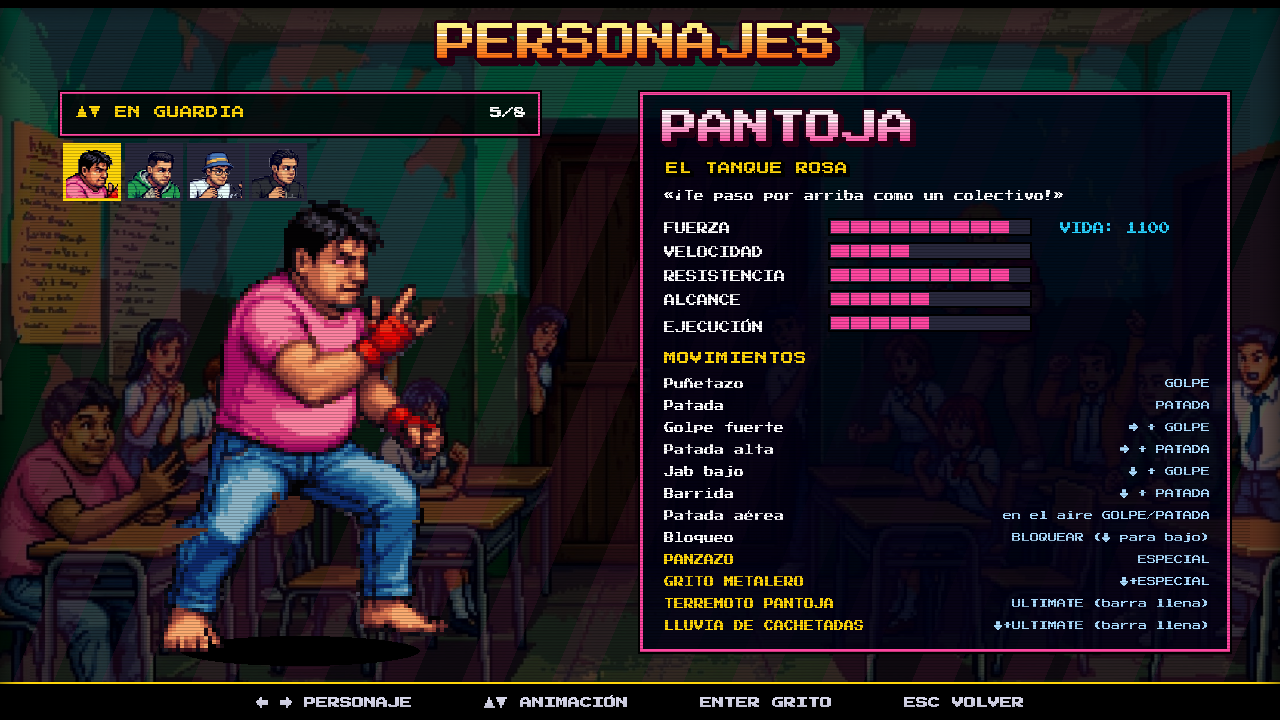 PERSONAJES
▲▼ EN GUARDIA 5/8
PANTOJA
EL TANQUE ROSA
«¡Te paso por arriba como un colectivo!»
FUERZA VIDA: 1100
VELOCIDAD
RESISTENCIA
ALCANCE
EJECUCIÓN
MOVIMIENTOS
Puñetazo GOLPE
Patada PATADA
Golpe fuerte → + GOLPE
Patada alta → + PATADA
Jab bajo ↓ + GOLPE
Barrida ↓ + PATADA
Patada aérea en el aire GOLPE/PATADA
Bloqueo BLOQUEAR (↓ para bajo)
PANZAZO ESPECIAL
GRITO METALERO ↓+ESPECIAL
TERREMOTO PANTOJA ULTIMATE (barra llena)
LLUVIA DE CACHETADAS ↓+ULTIMATE (barra llena)
← → PERSONAJE ▲▼ ANIMACIÓN ENTER GRITO ESC VOLVER